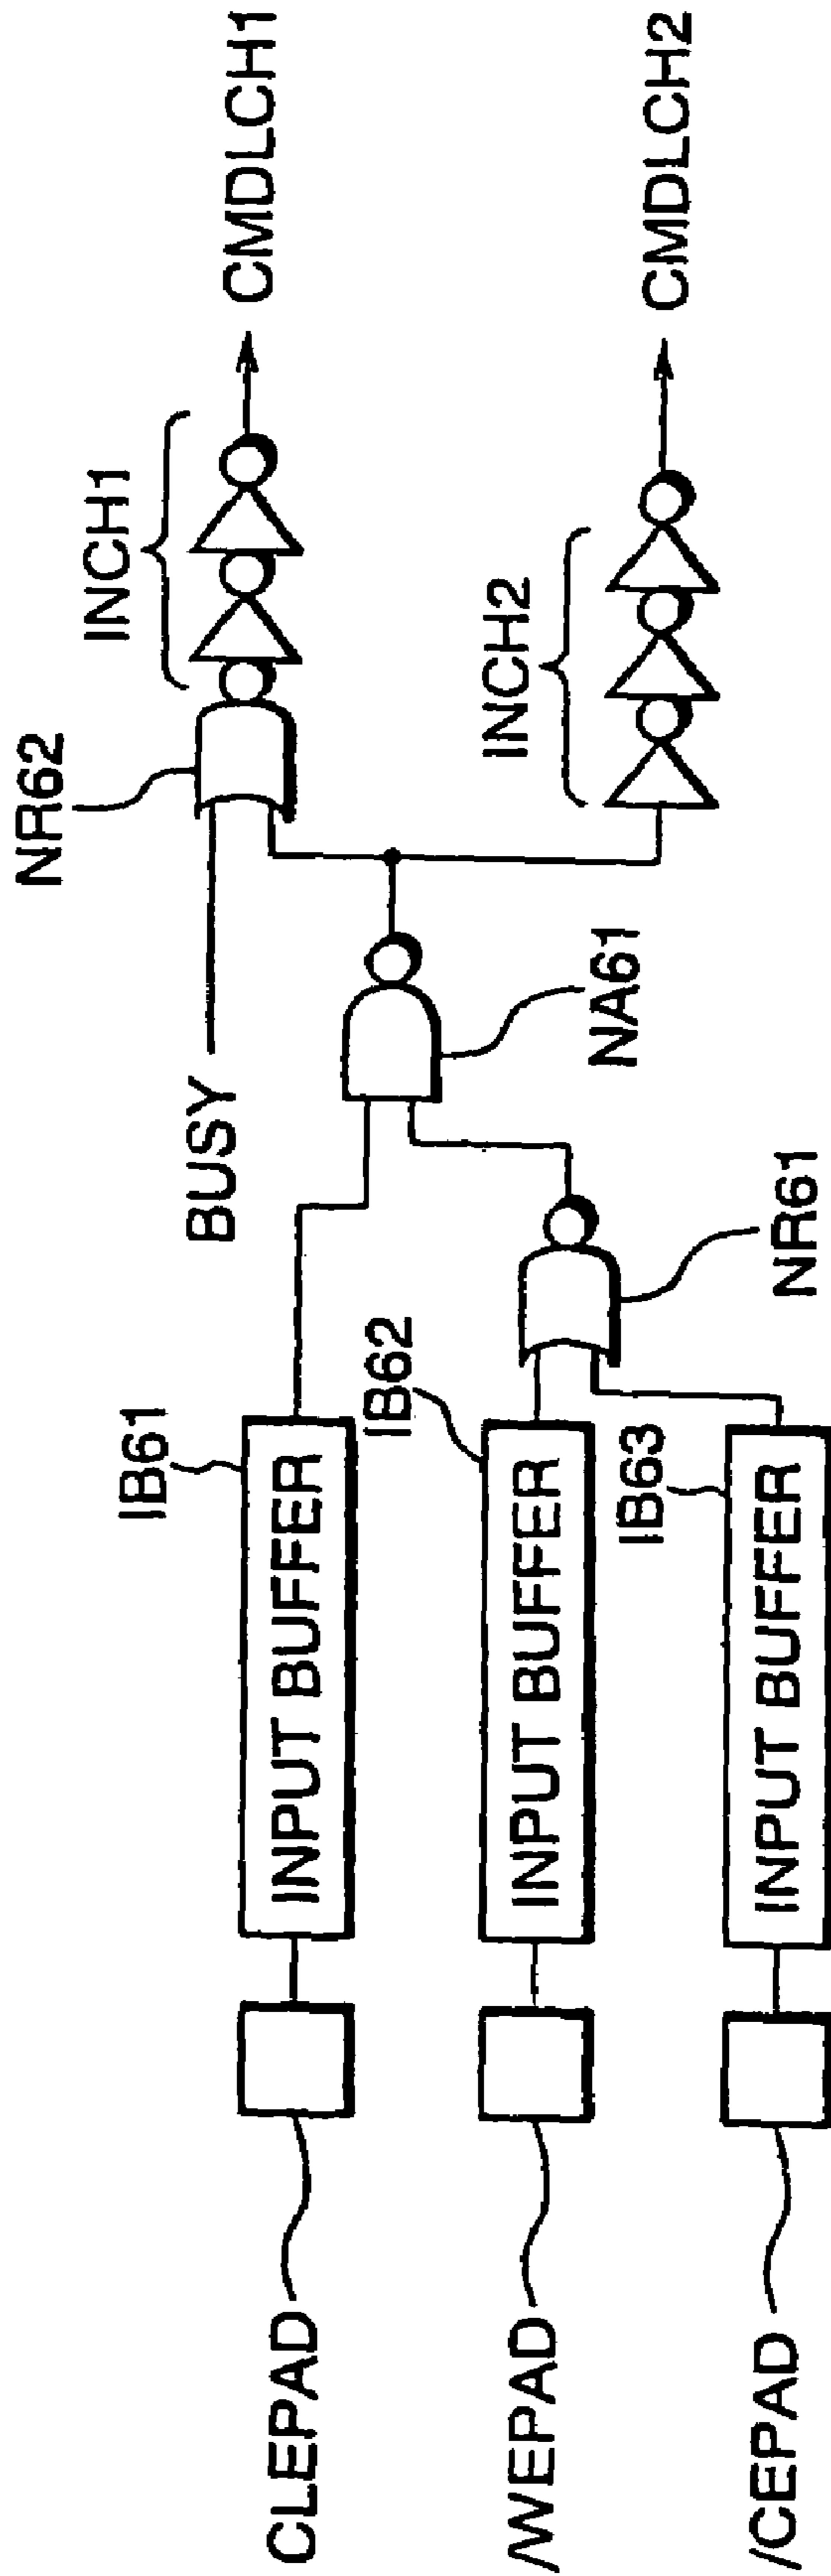 CLEPAD
/WEPAD
/CEPAD
INPUT BUFFER
INPUT BUFFER
INPUT BUFFER
IB61
IB62
IB63
NR61
NA61
BUSY
NR62
INCH1
INCH2
CMDLCH1
CMDLCH2